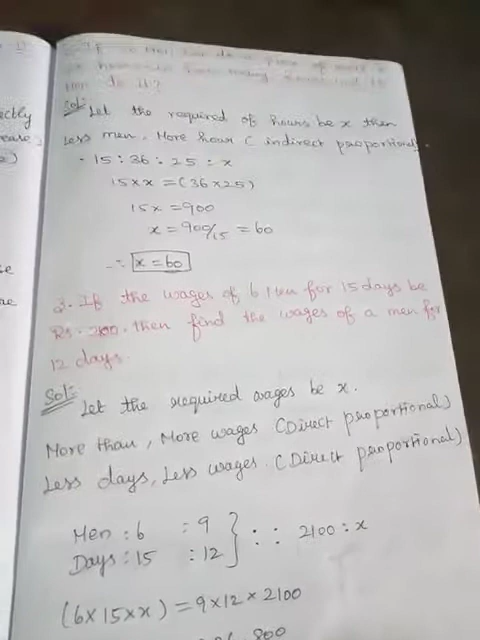 ectly
ease,
Sol:- Let the required of hours be x then
Less men, More hour ( indirect proportional.
15 : 36 : 25 : x
15 x x = (36 x 25)
15x = 900
x = 900/15 = 60
∴ x = 60
3. If the wages of 6 Men for 15 days be
Rs. 2100. then find the wages of a men for
12 days.
Sol:- Let the required wages be x.
More than, More wages (Direct proportional)
Less days, Less wages. (Direct proportional)
Men : 6 : 9 } : : 2100 : x
Days : 15 : 12
(6 x 15 x x) = 9 x 12 x 2100